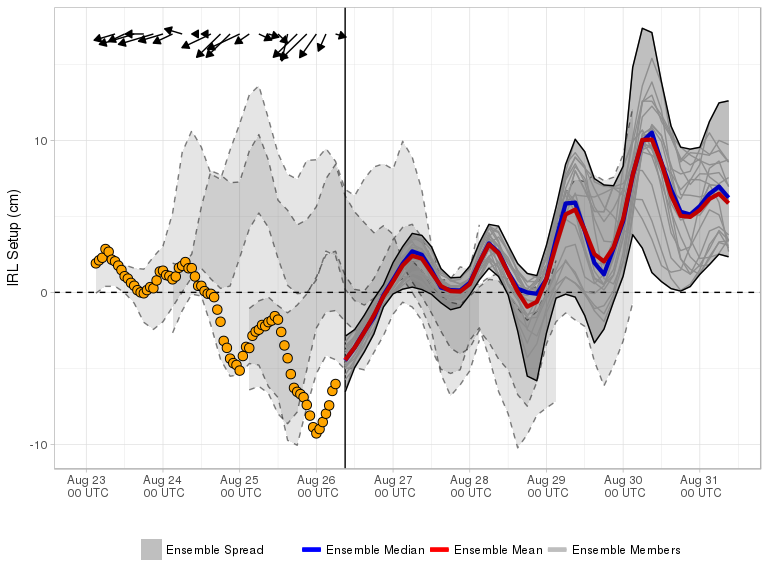 IRL Setup (cm)
10
0
-10
Aug 23 Aug 24 Aug 25 Aug 26 Aug 27 Aug 28 Aug 29 Aug 30 Aug 31
00 UTC 00 UTC 00 UTC 00 UTC 00 UTC 00 UTC 00 UTC 00 UTC 00 UTC
Ensemble Spread Ensemble Median Ensemble Mean Ensemble Members